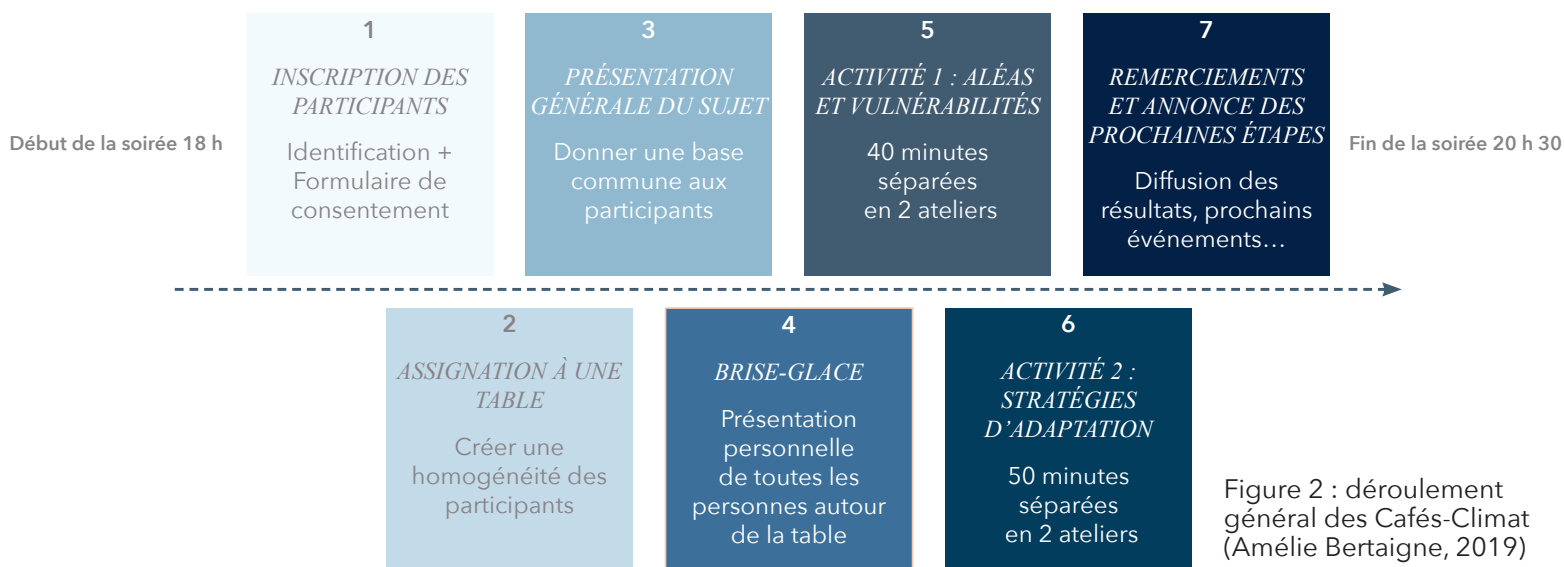 Début de la soirée 18 h
1
INSCRIPTION DES
PARTICIPANTS
Identification +
Formulaire de
consentement
2
ASSIGNATION À UNE
TABLE
Créer une
homogénéité des
participants
3
PRÉSENTATION
GÉNÉRALE DU SUJET
Donner une base
commune aux
participants
4
BRISE-GLACE
Présentation
personnelle
de toutes les
personnes autour
de la table
5
ACTIVITÉ 1 : ALÉAS
ET VULNÉRABILITÉS
40 minutes
séparées
en 2 ateliers
6
ACTIVITÉ 2 :
STRATÉGIES
D’ADAPTATION
50 minutes
séparées
en 2 ateliers
7
REMERCIEMENTS
ET ANNONCE DES
PROCHAINES ÉTAPES
Diffusion des
résultats, prochains
événements…
Fin de la soirée 20 h 30
Figure 2 : déroulement
général des Cafés-Climat
(Amélie Bertaigne, 2019)